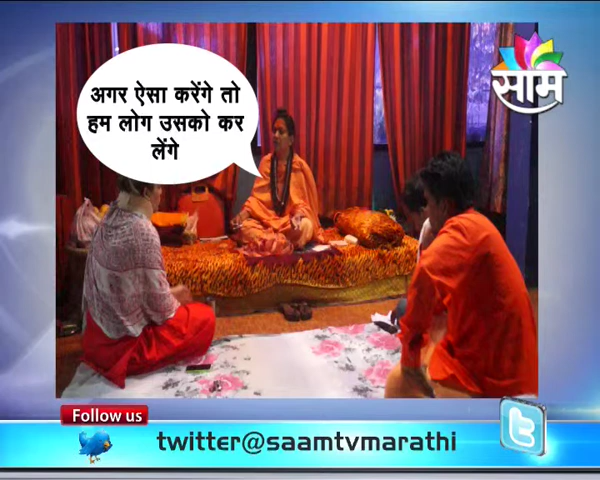 अगर ऐसा करेंगे तो
हम लोग उसको कर
लेंगे
साम
Follow us
twitter@saamtvmarathi